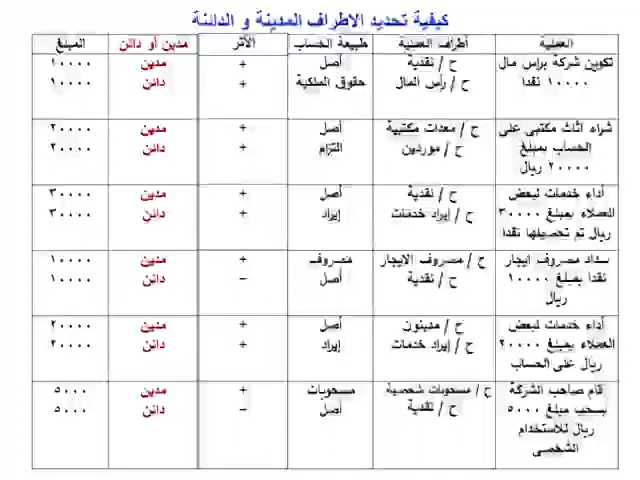 كيفية تحديد الاطراف المدينة و الدائنة
العملية أطراف العملية طبيعة الحساب الأثر مدين أو دائن المبلغ
تكوين شركة براس مال ح / نقدية أصل + مدين ١٠٠٠٠
١٠٠٠٠ نقدا ح / رأس المال حقوق الملكية + دائن ١٠٠٠٠
شراء اثاث مكتبى على ح / معدات مكتبية أصل + مدين ٢٠٠٠٠
الحساب بمبلغ ح / موردين التزام + دائن ٢٠٠٠٠
٢٠٠٠٠ ريال
أداء خدمات لبعض ح / نقدية أصل + مدين ٣٠٠٠٠
العملاء بمبلغ ٣٠٠٠٠ ح / إيراد خدمات إيراد + دائن ٣٠٠٠٠
ريال تم تحصيلها نقدا
سداد مصروف ايجار ح / مصروف الايجار مصروف + مدين ١٠٠٠٠
نقدا بمبلغ ١٠٠٠٠ ح / نقدية أصل – دائن ١٠٠٠٠
ريال
أداء خدمات لبعض ح / مدينون أصل + مدين ٢٠٠٠٠
العملاء بمبلغ ٢٠٠٠٠ ح / إيراد خدمات إيراد + دائن ٢٠٠٠٠
ريال على الحساب
قام صاحب الشركة ح / مسحوبات شخصية مسحوبات + مدين ٥٠٠٠
بسحب مبلغ ٥٠٠٠ ح / نقدية أصل – دائن ٥٠٠٠
ريال للاستخدام
الشخصى